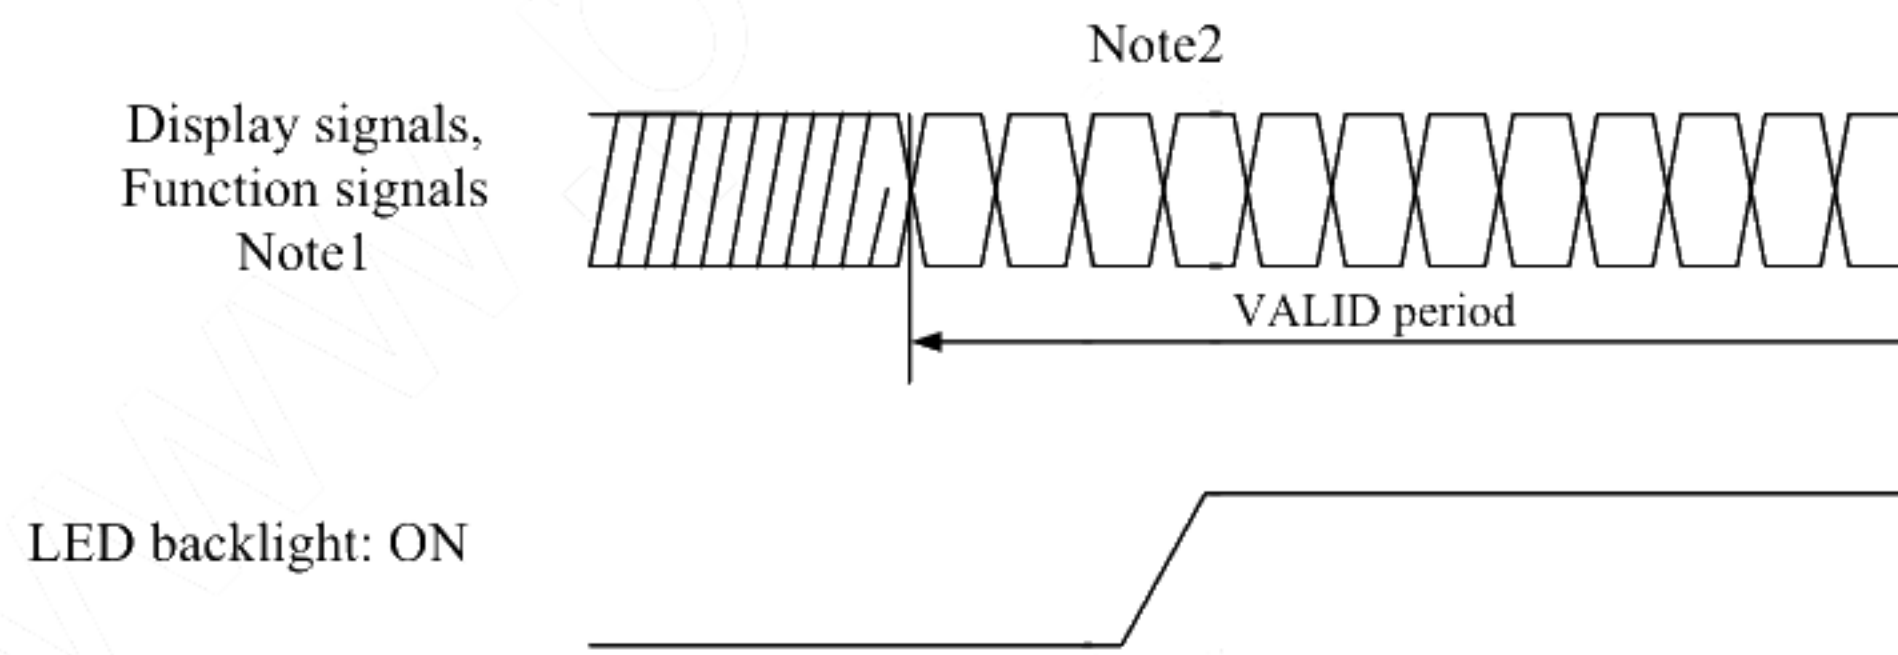 Note2
Display signals,
Function signals
Note1
VALID period
LED backlight: ON